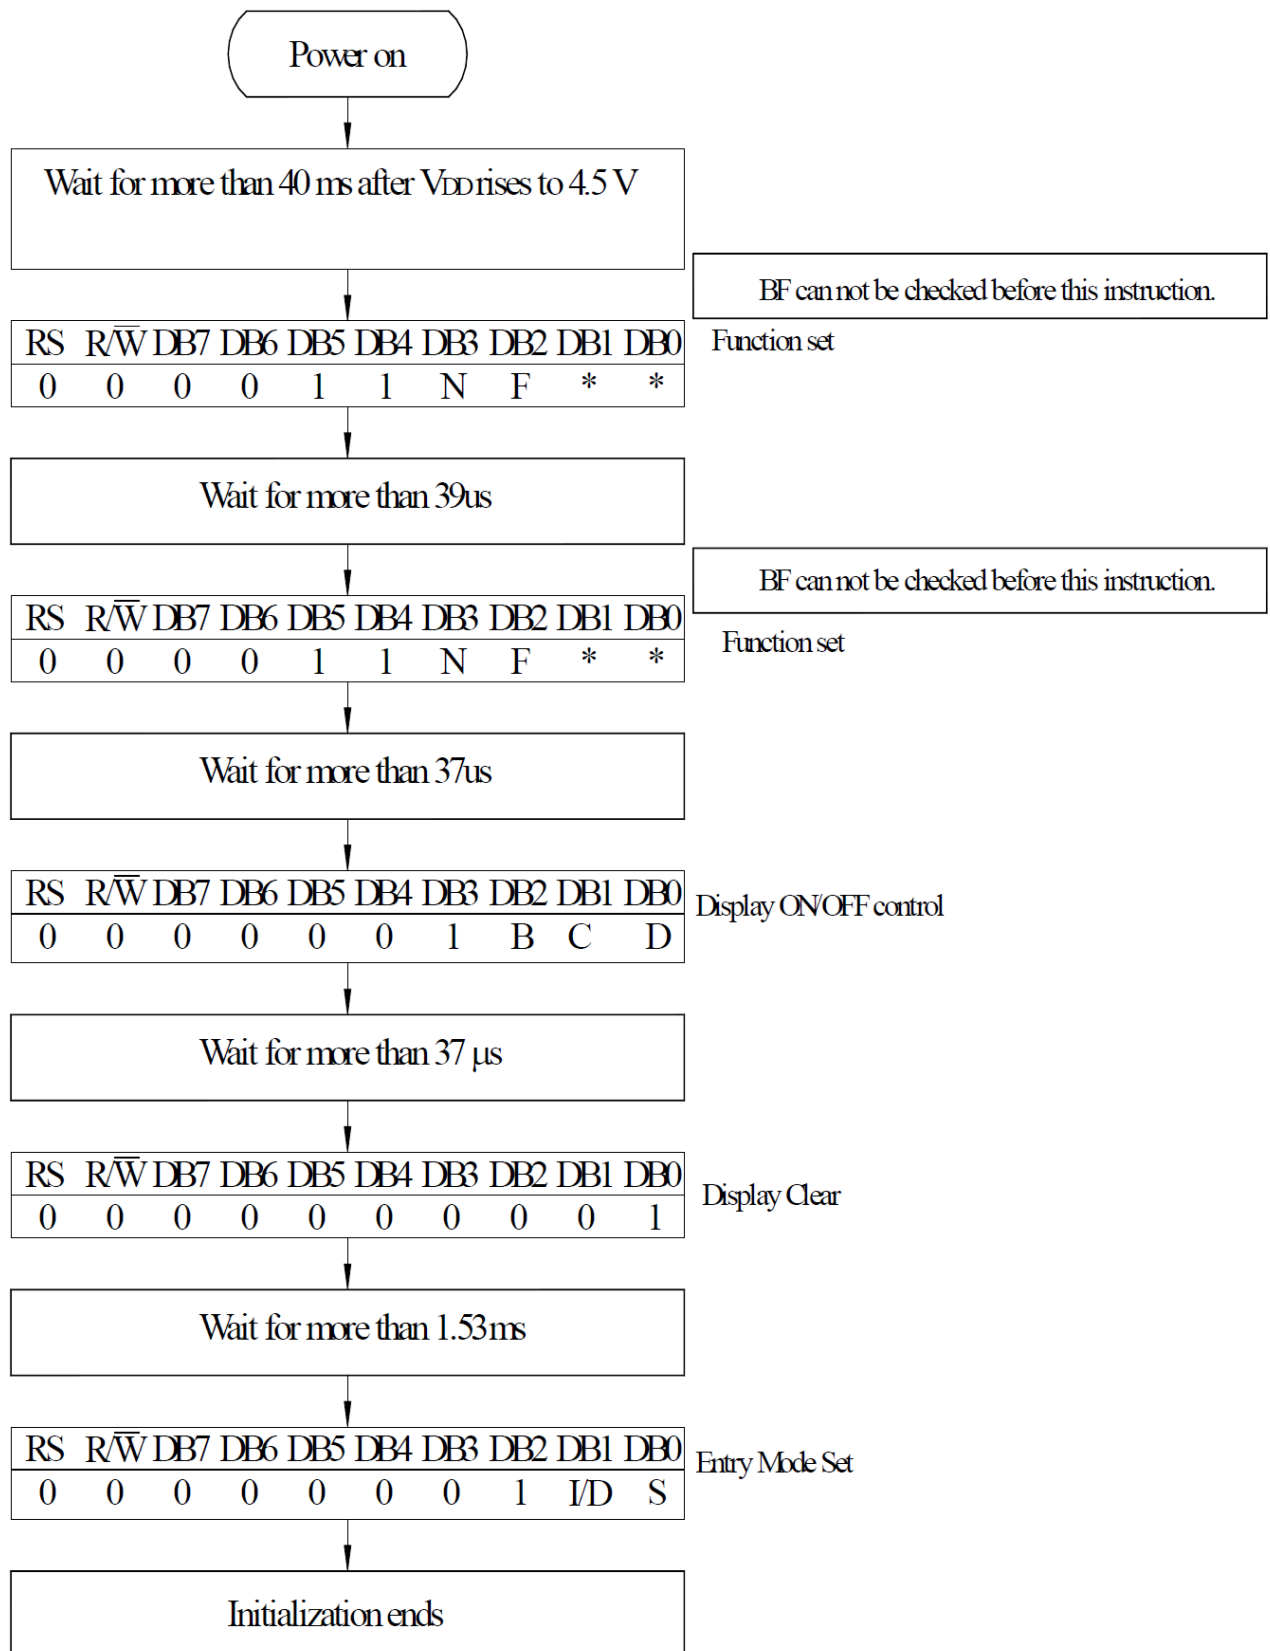 Power on
Wait for more than 40 ms after VDD rises to 4.5 V
BF can not be checked before this instruction.
RS R/W̅ DB7 DB6 DB5 DB4 DB3 DB2 DB1 DB0
Function set
0 0 0 0 1 1 N F * *
Wait for more than 39us
BF can not be checked before this instruction.
RS R/W̅ DB7 DB6 DB5 DB4 DB3 DB2 DB1 DB0
Function set
0 0 0 0 1 1 N F * *
Wait for more than 37us
RS R/W̅ DB7 DB6 DB5 DB4 DB3 DB2 DB1 DB0
Display ON/OFF control
0 0 0 0 0 0 1 B C D
Wait for more than 37 μs
RS R/W̅ DB7 DB6 DB5 DB4 DB3 DB2 DB1 DB0
Display Clear
0 0 0 0 0 0 0 0 0 1
Wait for more than 1.53ms
RS R/W̅ DB7 DB6 DB5 DB4 DB3 DB2 DB1 DB0
Entry Mode Set
0 0 0 0 0 0 0 1 I/D S
Initialization ends